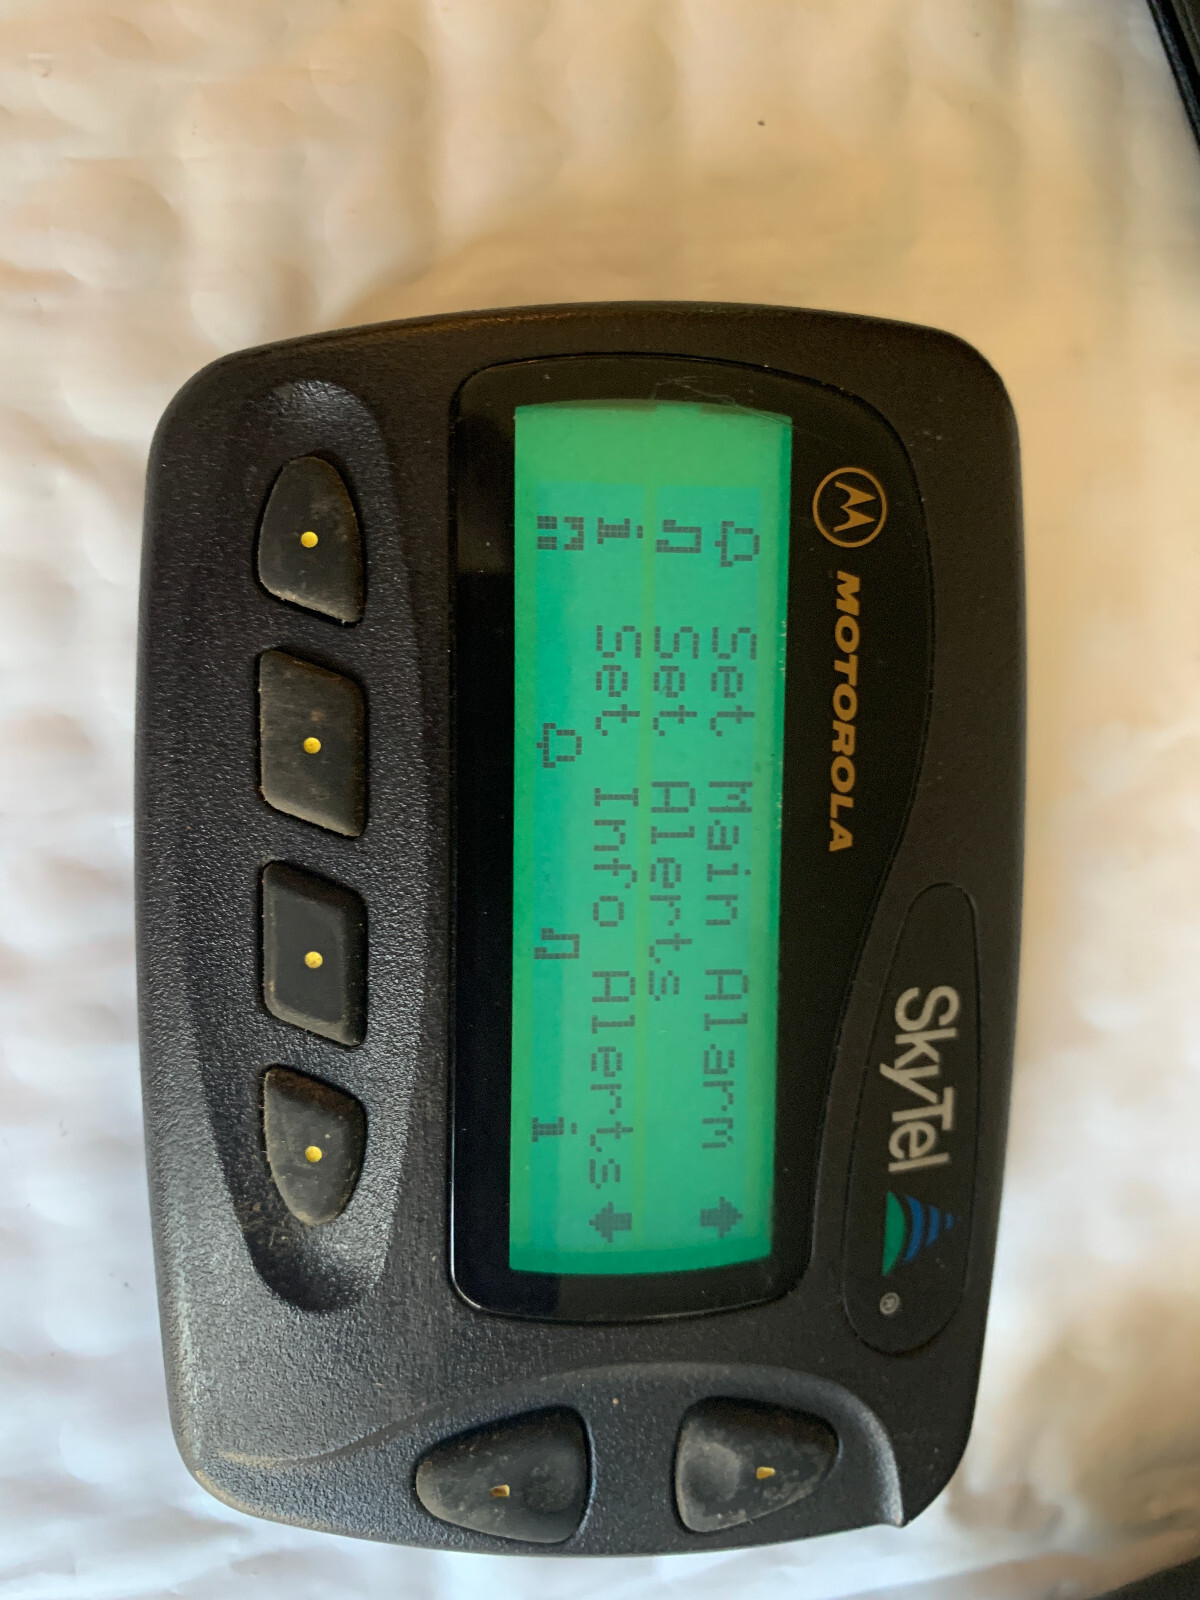 MOTOROLA
SkyTel ®
Set Main Alarm
Set Alerts
i Set Info Alerts
i